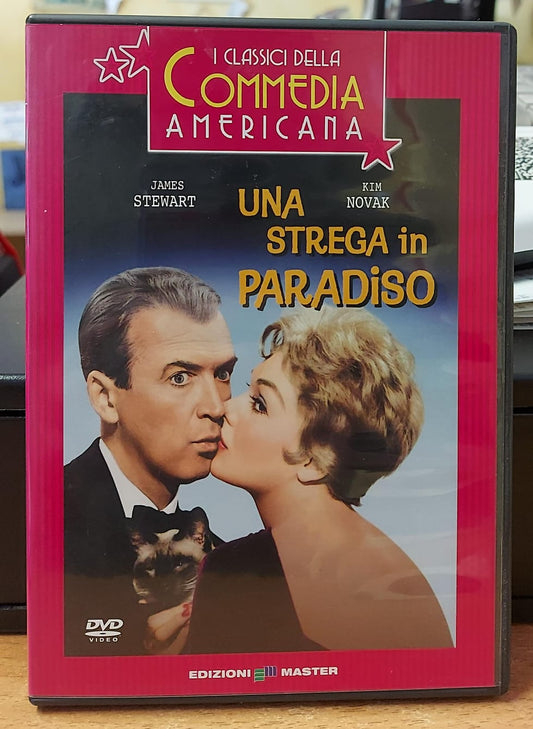 I CLASSICI DELLA
COMMEDIA
AMERICANA
JAMES
STEWART
KIM
NOVAK
UNA
STREGA in
PARADiSO
DVD
VIDEO
EDIZIONI MASTER